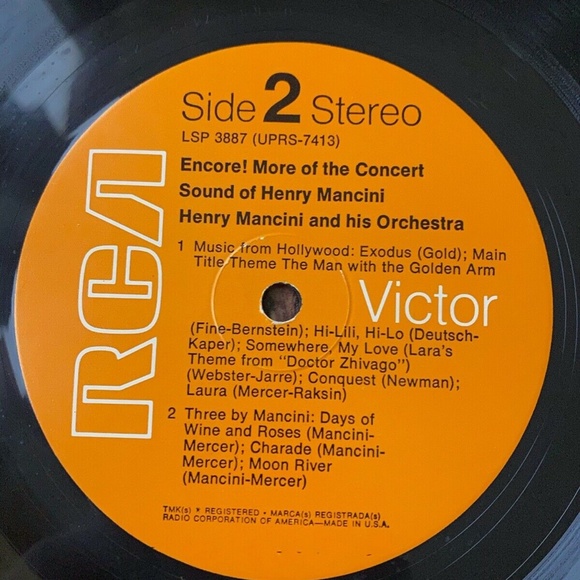 Side 2 Stereo
LSP 3887 (UPRS-7413)
Encore! More of the Concert
Sound of Henry Mancini
Henry Mancini and his Orchestra
1 Music from Hollywood: Exodus (Gold); Main
Title Theme The Man with the Golden Arm
RCA
Victor
(Fine-Bernstein); Hi-Lili, Hi-Lo (Deutsch-
Kaper); Somewhere, My Love (Lara's
Theme from "Doctor Zhivago")
(Webster-Jarre); Conquest (Newman);
Laura (Mercer-Raksin)
2 Three by Mancini: Days of
Wine and Roses (Mancini-
Mercer); Charade (Mancini-
Mercer); Moon River
(Mancini-Mercer)
TMK(s) * REGISTERED • MARCA(s) REGISTRADA(s)
RADIO CORPORATION OF AMERICA—MADE IN U.S.A.